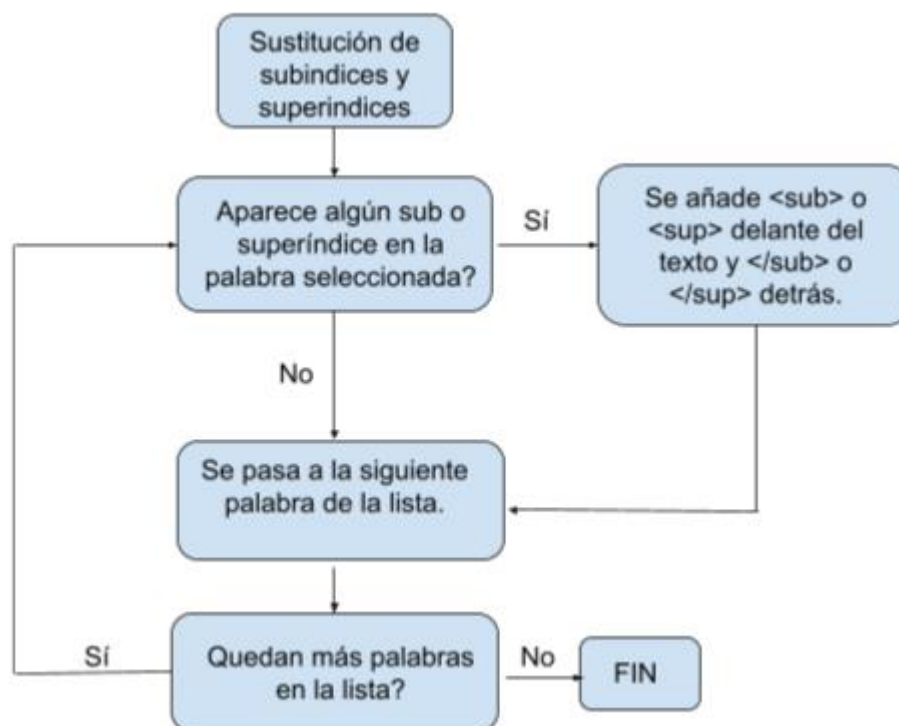 Sustitución de
subindices y
superindices
Aparece algún sub o
superíndice en la
palabra seleccionada?
Sí
Se añade <sub> o
<sup> delante del
texto y </sub> o
</sup> detrás.
No
Se pasa a la siguiente
palabra de la lista.
Sí
Quedan más palabras
en la lista?
No
FIN